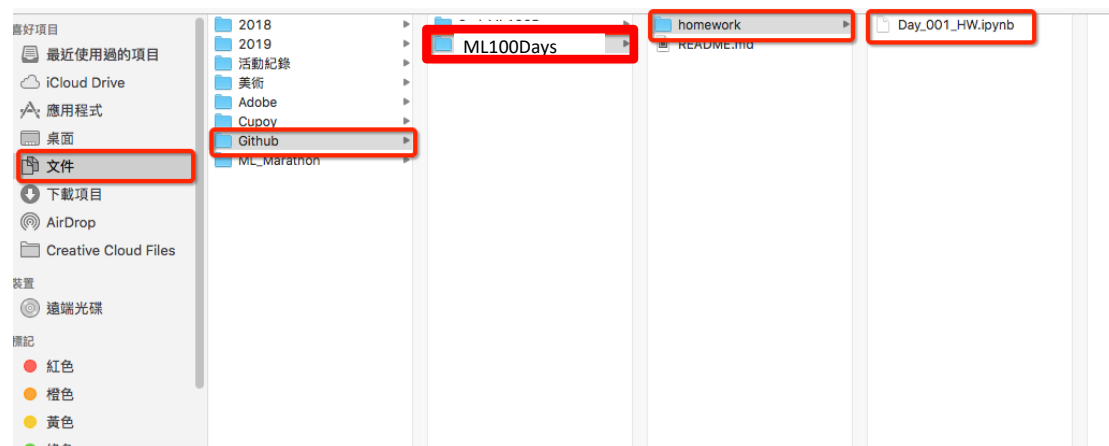 喜好項目
最近使用過的項目
iCloud Drive
應用程式
桌面
文件
下載項目
AirDrop
Creative Cloud Files
裝置
遠端光碟
標記
紅色
橙色
黃色
2018
2019
活動紀錄
美術
Adobe
Cupoy
Github
ML_Marathon
ML100Days
homework
README.md
Day_001_HW.ipynb